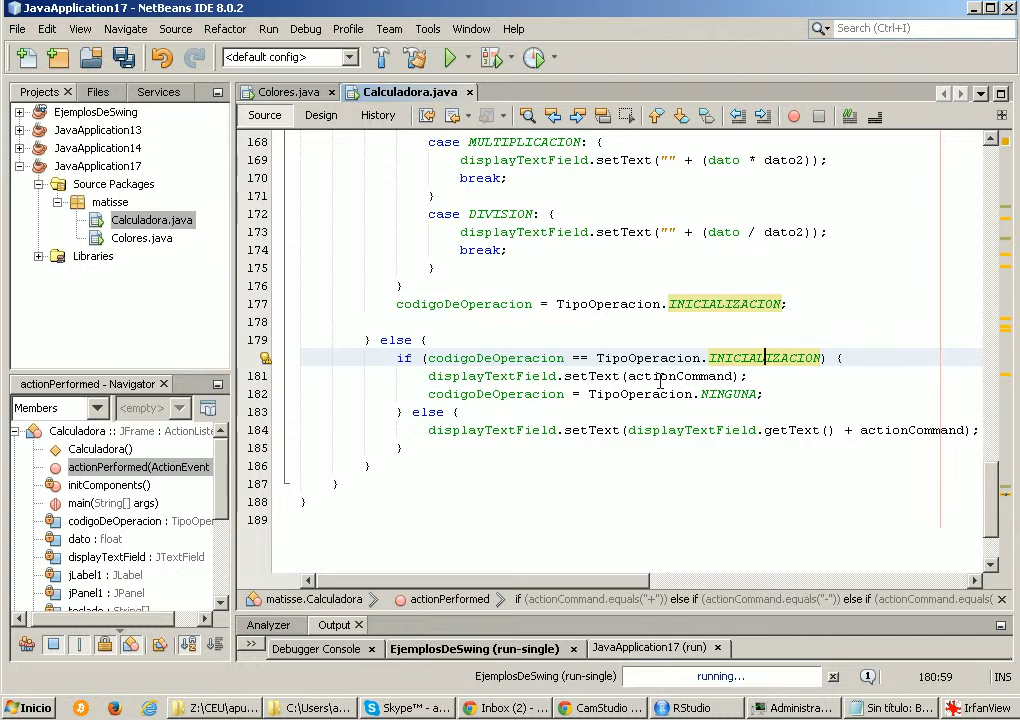 JavaApplication17 - NetBeans IDE 8.0.2
File Edit View Navigate Source Refactor Run Debug Profile Team Tools Window Help
Search (Ctrl+I)
<default config>
Projects Files Services
Colores.java Calculadora.java
EjemplosDeSwing
JavaApplication13
JavaApplication14
JavaApplication17
Source Packages
matisse
Calculadora.java
Colores.java
Libraries
Source Design History
168 case MULTIPLICACION: {
169 displayTextField.setText("" + (dato * dato2));
170 break;
171 }
172 case DIVISION: {
173 displayTextField.setText("" + (dato / dato2));
174 break;
175 }
176 }
177 codigoDeOperacion = TipoOperacion.INICIALIZACION;
178
179 } else {
if (codigoDeOperacion == TipoOperacion.INICIALIZACION) {
181 displayTextField.setText(actionCommand);
182 codigoDeOperacion = TipoOperacion.NINGUNA;
183 } else {
184 displayTextField.setText(displayTextField.getText() + actionCommand);
185 }
186 }
187 }
188 }
189
actionPerformed - Navigator
Members <empty>
Calculadora :: JFrame : ActionListe
Calculadora()
actionPerformed(ActionEvent
initComponents()
main(String[] args)
codigoDeOperacion : TipoOper
dato : float
displayTextField : JTextField
jLabel1 : JLabel
jPanel1 : JPanel
teclado : String[]
matisse.Calculadora actionPerformed if (actionCommand.equals("+")) else if (actionCommand.equals("-")) else if (actionCommand.equals(
Analyzer Output
>> Debugger Console EjemplosDeSwing (run-single) JavaApplication17 (run)
EjemplosDeSwing (run-single) running... 1 180:59 INS
Inicio Z:\CEU\apu... C:\Users\a... Skype™ - a... Inbox (2) - ... CamStudio ... RStudio Administra... Sin título: B... IrfanView